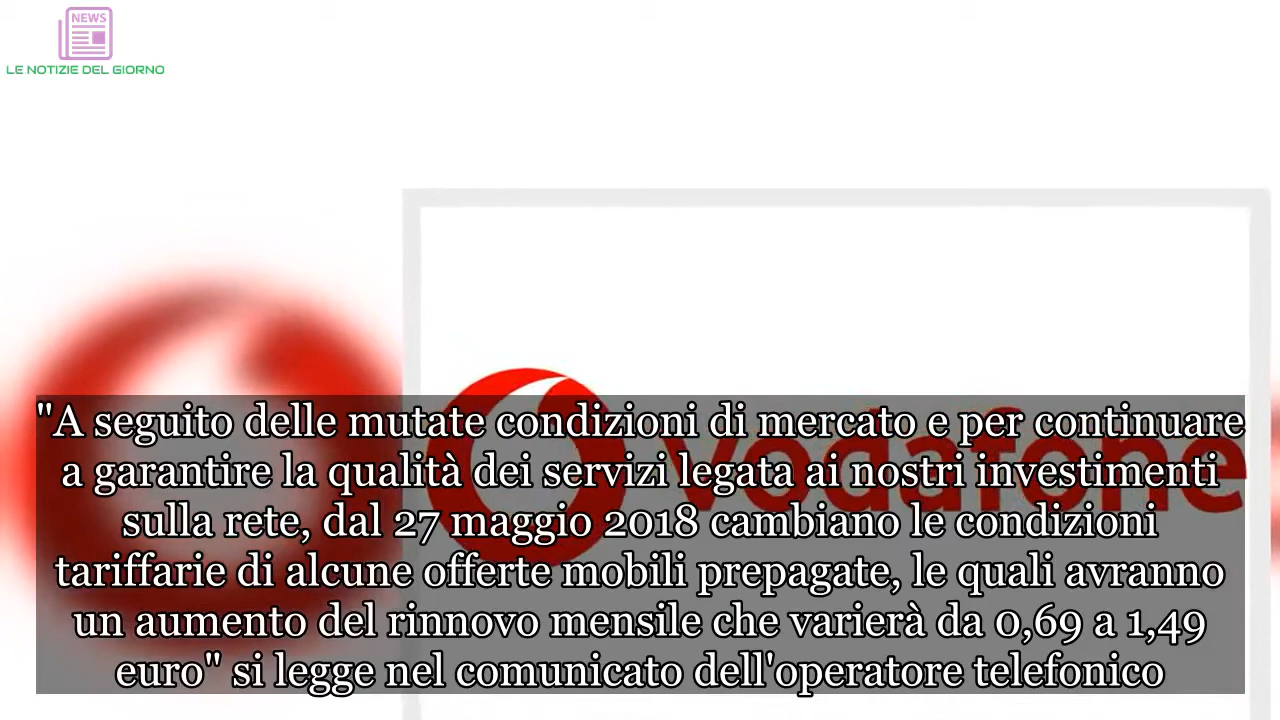 NEWS
LE NOTIZIE DEL GIORNO
Vodafone
"A seguito delle mutate condizioni di mercato e per continuare
a garantire la qualità dei servizi legata ai nostri investimenti
sulla rete, dal 27 maggio 2018 cambiano le condizioni
tariffarie di alcune offerte mobili prepagate, le quali avranno
un aumento del rinnovo mensile che varierà da 0,69 a 1,49
euro" si legge nel comunicato dell'operatore telefonico